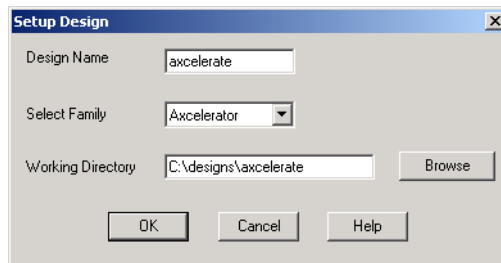 Setup Design
Design Name axcelerate
Select Family Axcelerator
Working Directory C:\designs\axcelerate Browse
OK Cancel Help